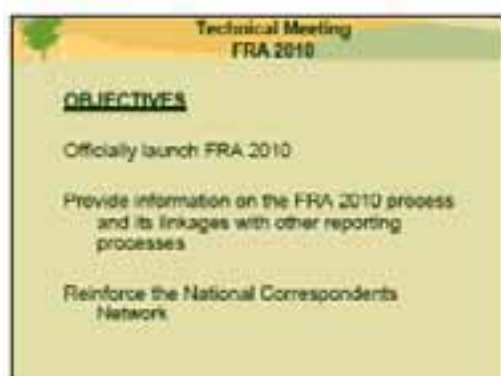 Technical Meeting
FRA 2010
OBJECTIVES
Officially launch FRA 2010
Provide information on the FRA 2010 process
and its linkages with other reporting
processes
Reinforce the National Correspondents
Network